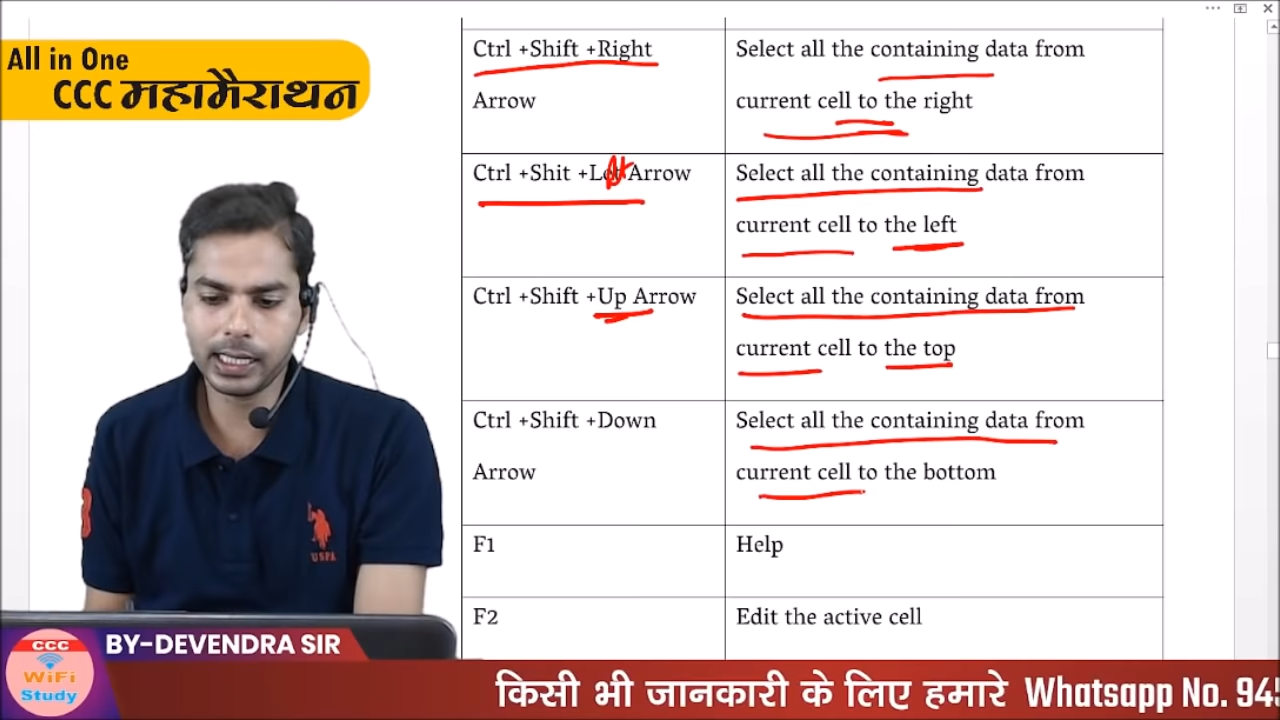 All in One
CCC महामैराथन
Ctrl +Shift +Right
Arrow
Select all the containing data from
current cell to the right
Ctrl +Shit +Left Arrow
Select all the containing data from
current cell to the left
Ctrl +Shift +Up Arrow
Select all the containing data from
current cell to the top
Ctrl +Shift +Down
Arrow
Select all the containing data from
current cell to the bottom
F1
Help
F2
Edit the active cell
3
USPA
CCC
WiFi
Study
BY-DEVENDRA SIR
किसी भी जानकारी के लिए हमारे Whatsapp No. 945